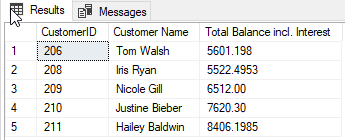 Results Messages
CustomerID Customer Name Total Balance incl. Interest
1 206 Tom Walsh 5601.198
2 208 Iris Ryan 5522.4953
3 209 Nicole Gill 6512.00
4 210 Justine Bieber 7620.30
5 211 Hailey Baldwin 8406.1985